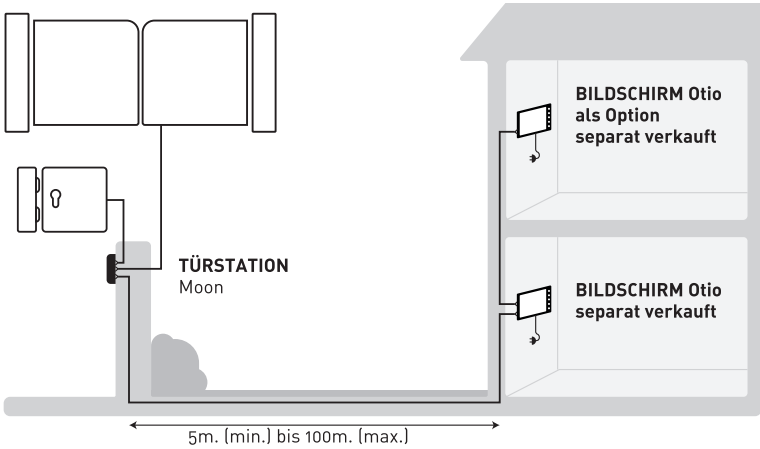 BILDSCHIRM Otio
als Option
separat verkauft
TÜRSTATION
Moon
BILDSCHIRM Otio
separat verkauft
5m. (min.) bis 100m. (max.)